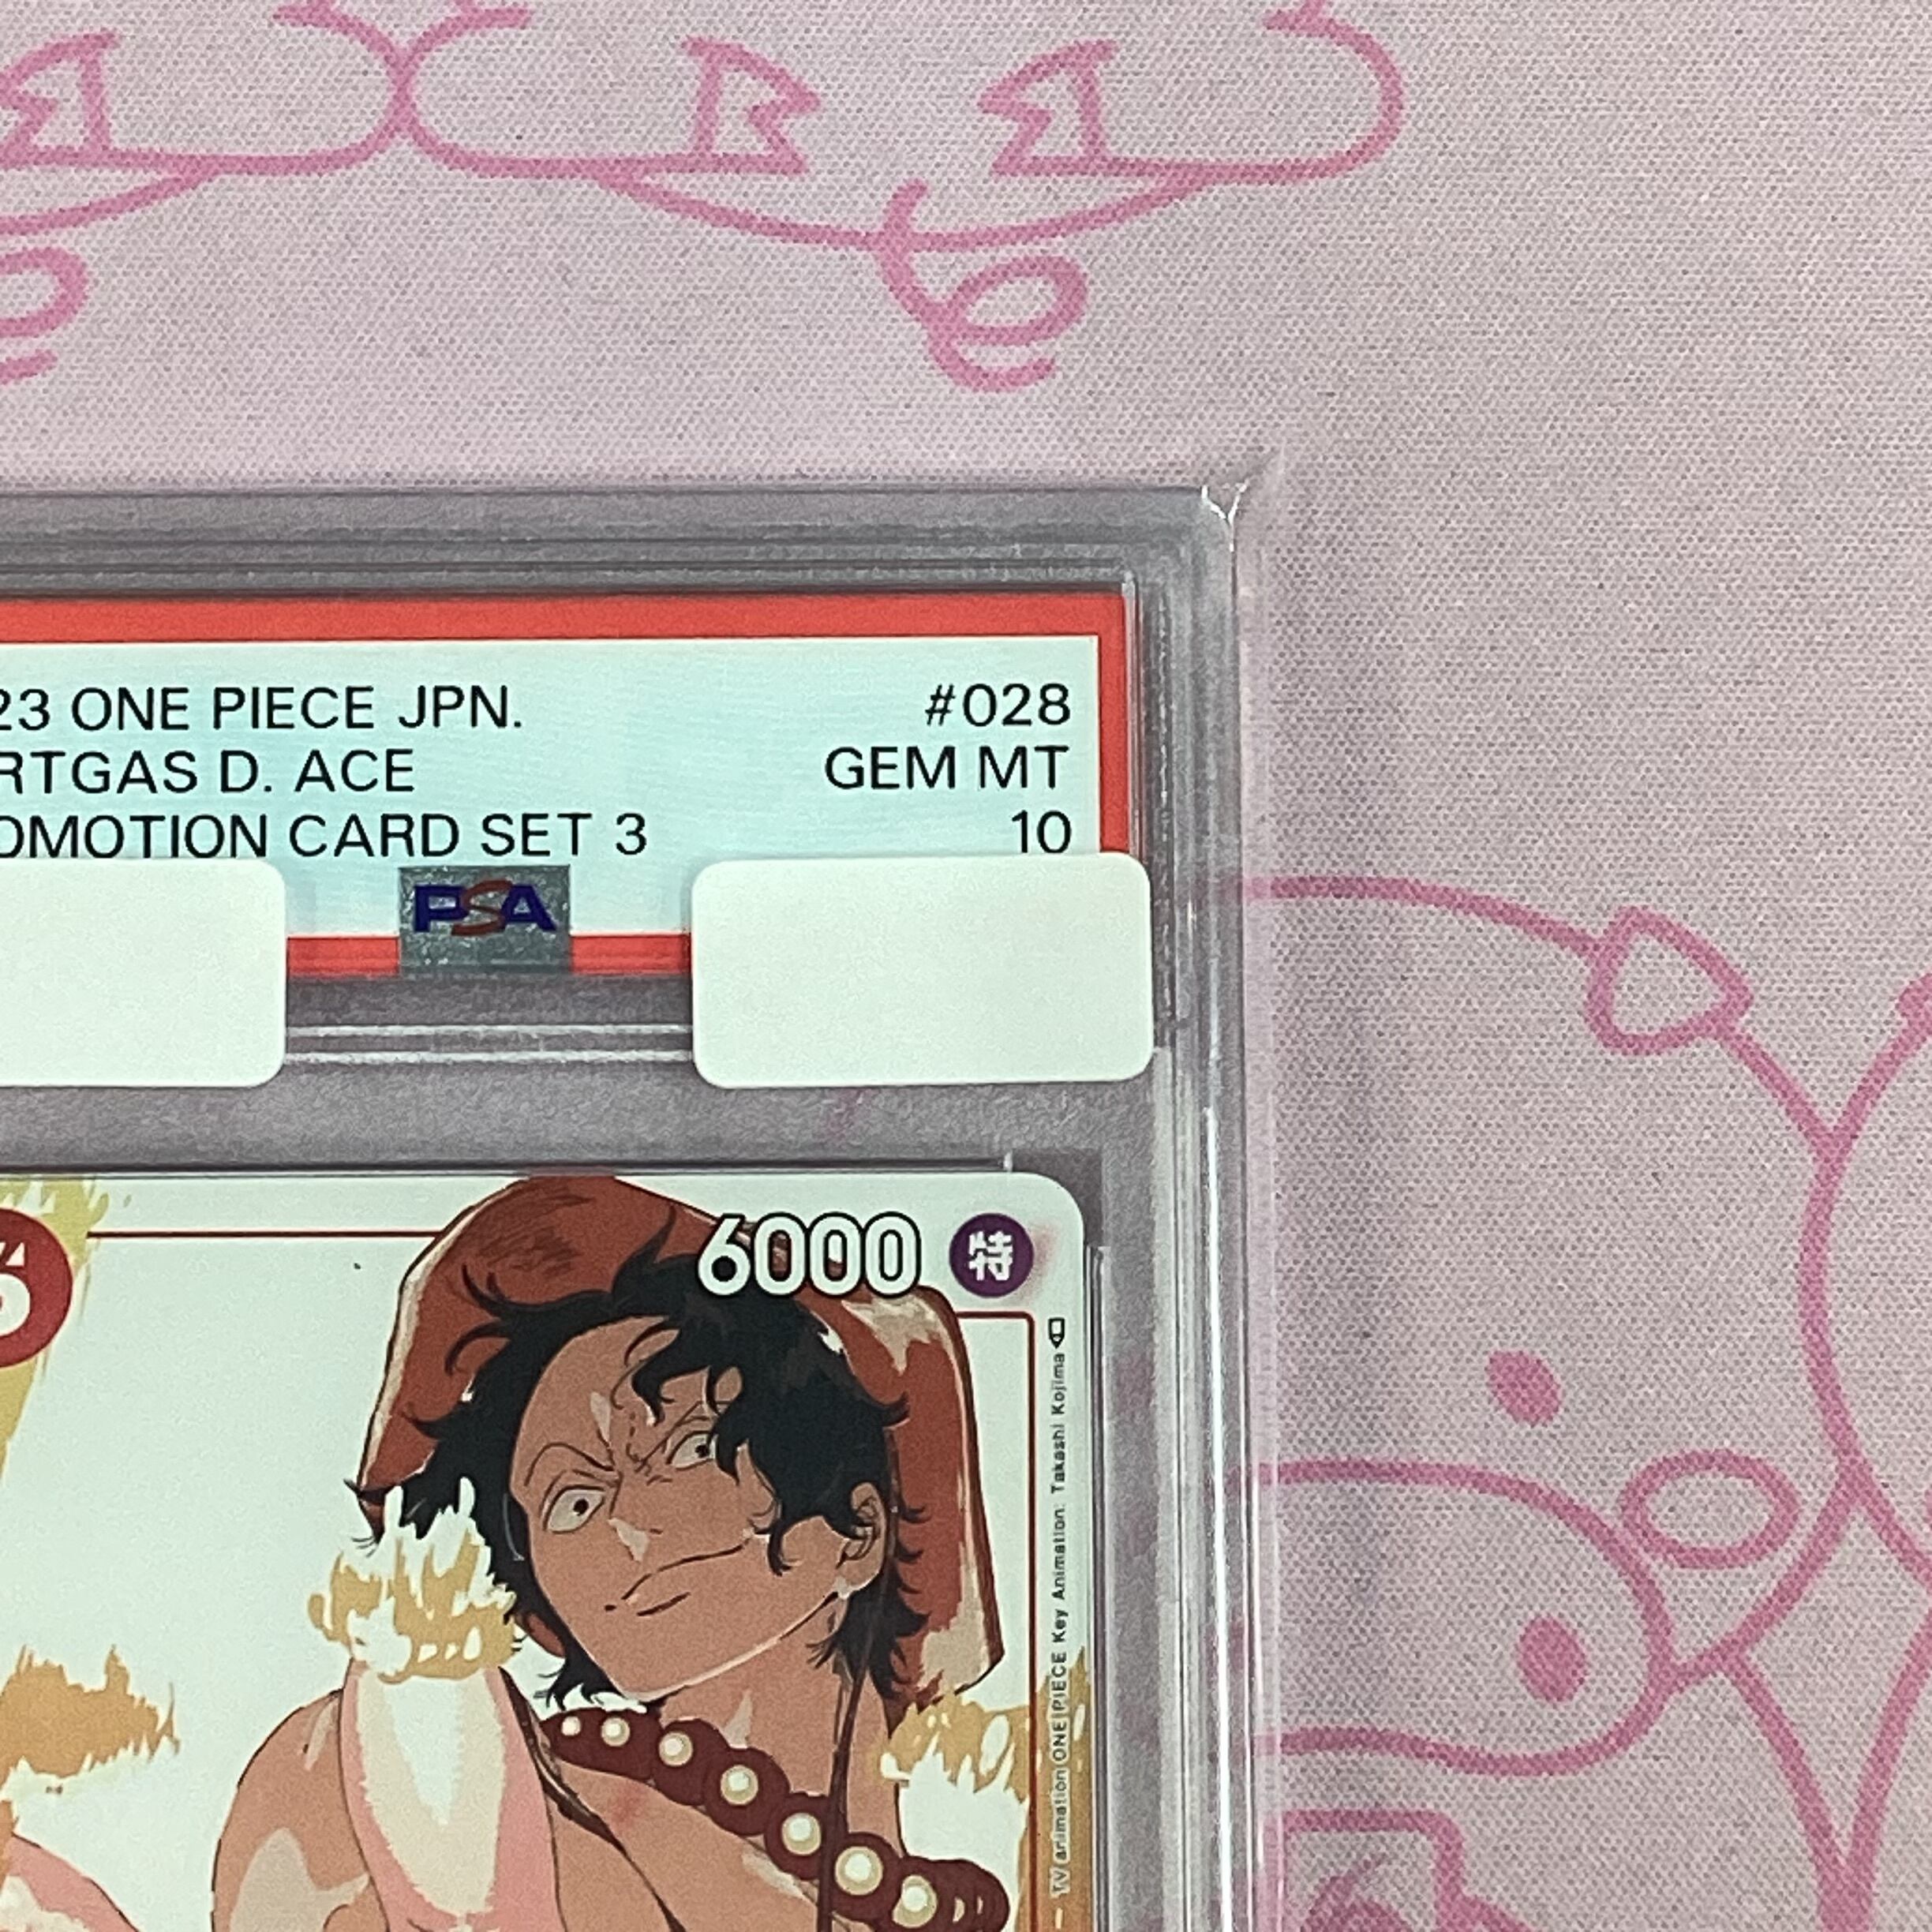 23 ONE PIECE JPN. #028
RTGAS D. ACE GEM MT
OMOTION CARD SET 3 10
PSA
6 6000 特
TV animation ONE PIECE Key Animation: Takashi Kojima